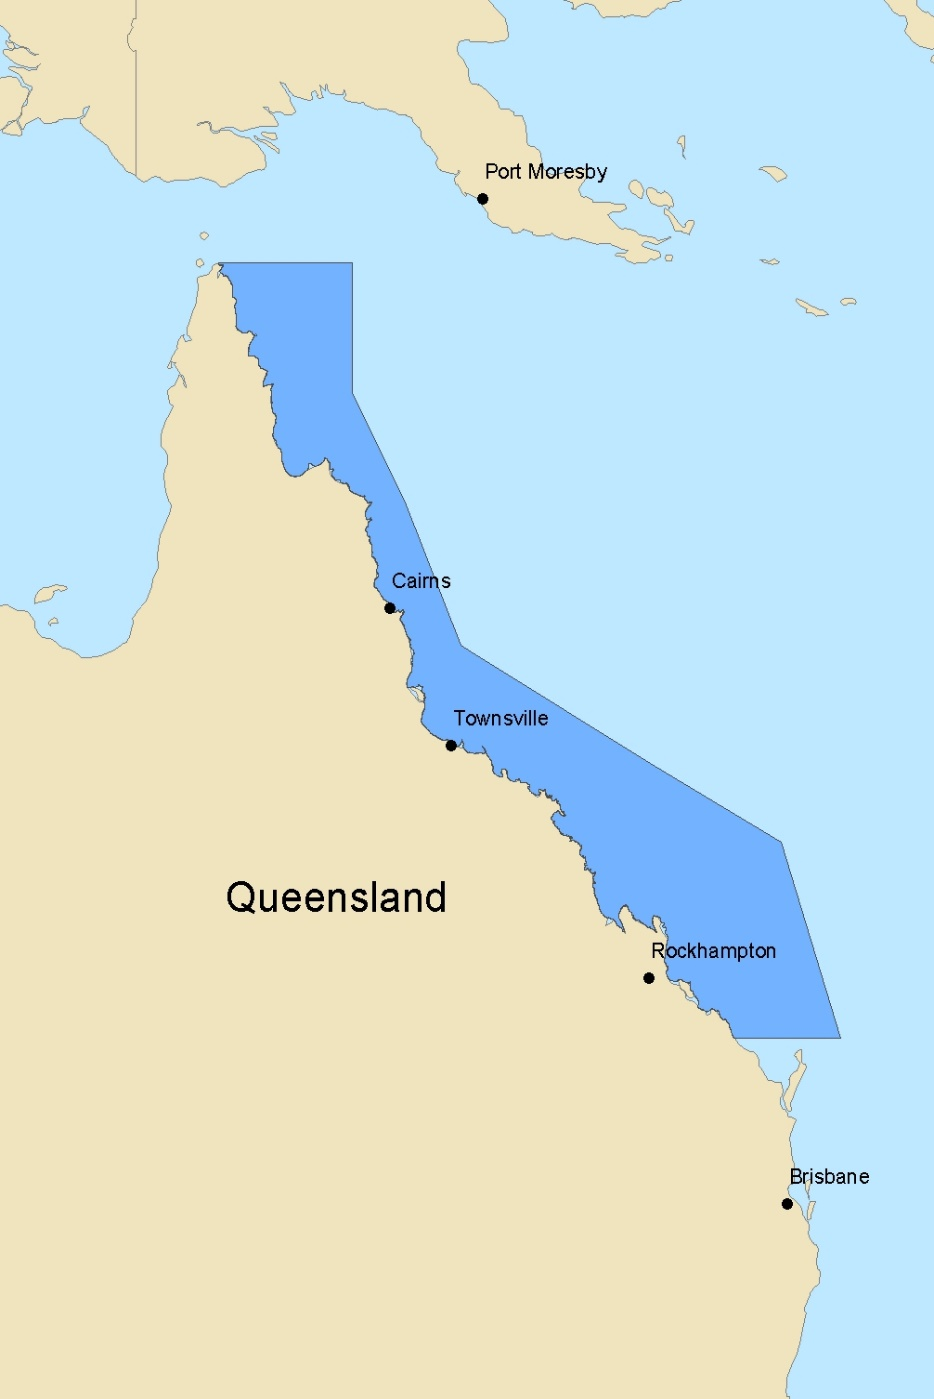 Port Moresby
Cairns
Townsville
Queensland
Rockhampton
Brisbane